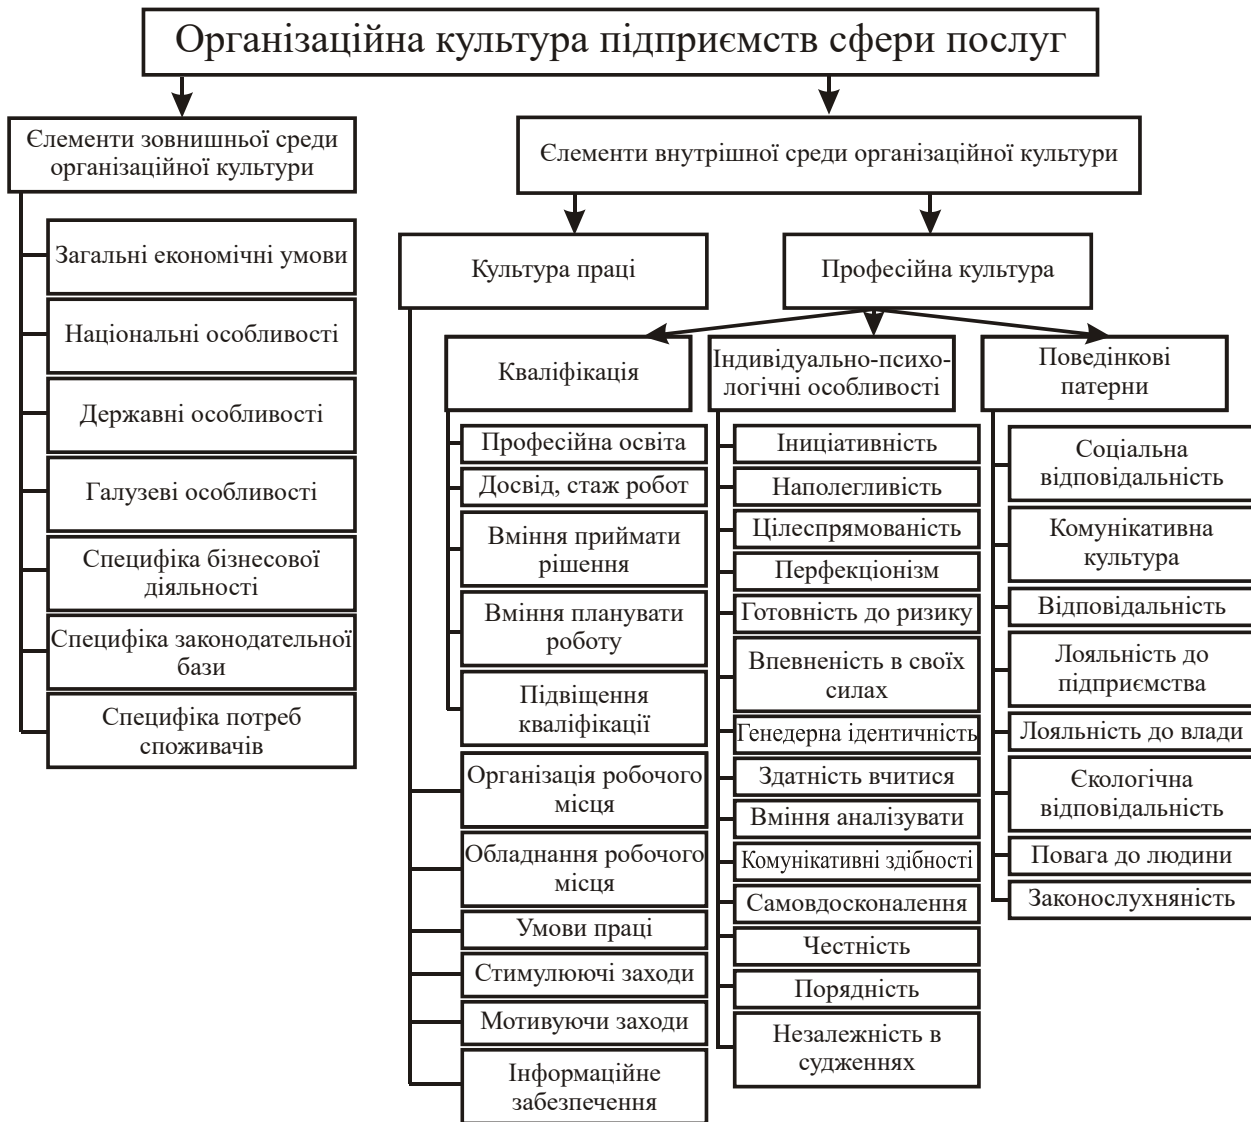 Організаційна культура підприємств сфери послуг
Єлементи зовнишньої среди
організаційної культури
Загальні економічні умови
Національні особливості
Державні особливості
Галузеві особливості
Специфіка бізнесової
діяльності
Специфіка законодательної
бази
Специфіка потреб
споживачів
Єлементи внутрішної среди організаційної культури
Культура праці
Професійна культура
Кваліфікація
Професійна освіта
Досвід, стаж робот
Вміння приймати
рішення
Вміння планувати
роботу
Підвіщення
кваліфікації
Організація робочого
місця
Обладнання робочого
місця
Умови праці
Стимулюючі заходи
Мотивуючи заходи
Інформаційне
забезпечення
Індивідуально-психо-
логічні особливості
Іниціативність
Наполегливість
Цілеспрямованість
Перфекціонізм
Готовність до ризику
Впевненість в своїх
силах
Генедерна ідентичність
Здатність вчитися
Вміння аналізувати
Комунікативні здібності
Самовдосконалення
Честність
Порядність
Незалежність в
судженнях
Поведінкові
патерни
Соціальна
відповідальність
Комунікативна
культура
Відповідальність
Лояльність до
підприємства
Лояльність до влади
Єкологічна
відповідальність
Повага до людини
Законослухняність